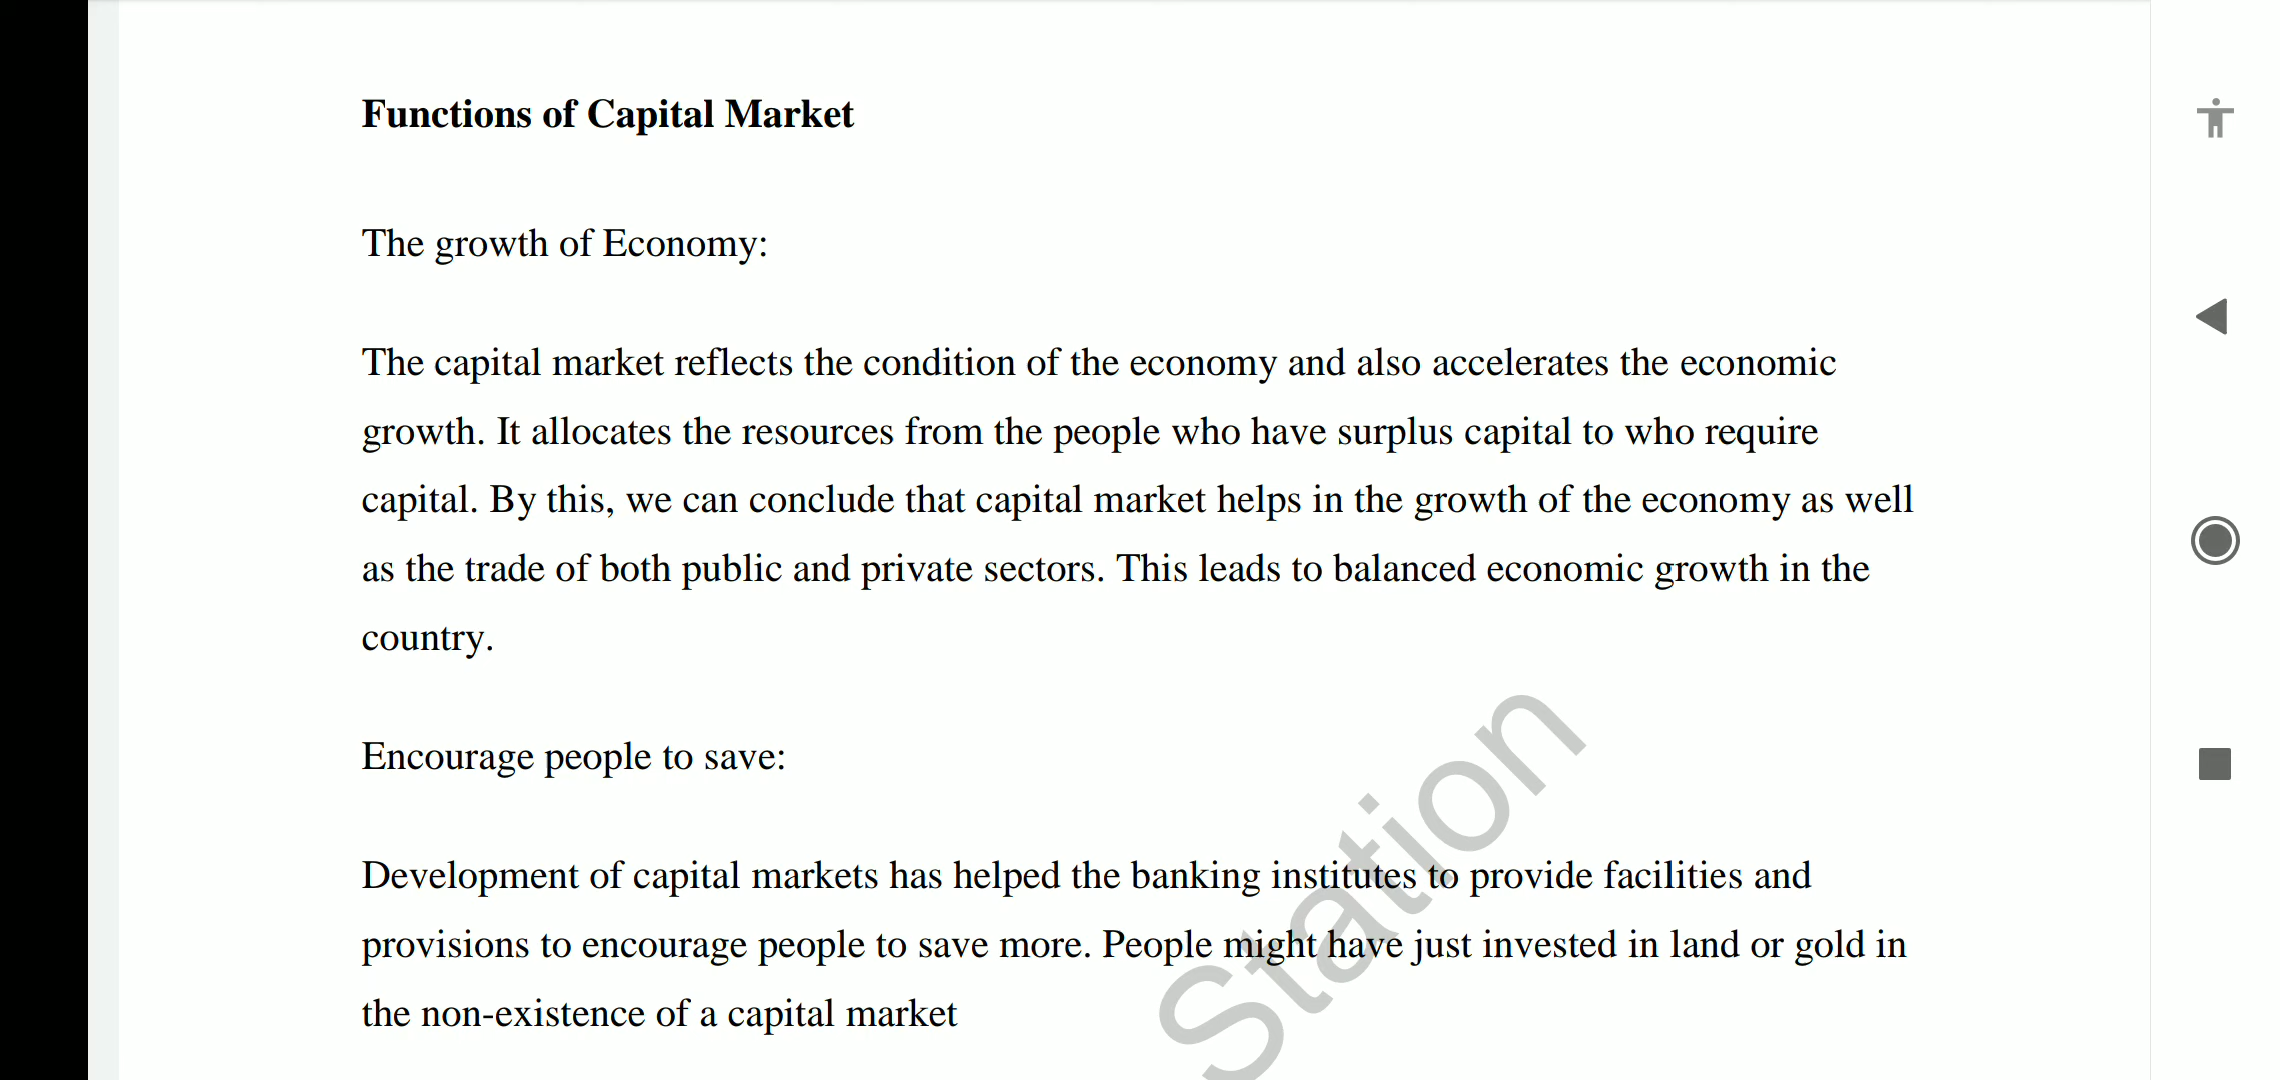 Functions of Capital Market
The growth of Economy:
The capital market reflects the condition of the economy and also accelerates the economic
growth. It allocates the resources from the people who have surplus capital to who require
capital. By this, we can conclude that capital market helps in the growth of the economy as well
as the trade of both public and private sectors. This leads to balanced economic growth in the
country.
Encourage people to save:
Development of capital markets has helped the banking institutes to provide facilities and
provisions to encourage people to save more. People might have just invested in land or gold in
the non-existence of a capital market
Station